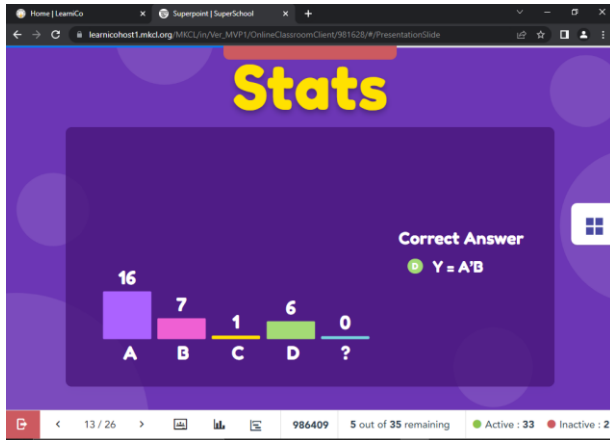 Home | LearniCo
Superpoint | SuperSchool
learnicohost1.mkcl.org/MKCL/in/Ver_MVP1/OnlineClassroomClient/981628/#/PresentationSlide
Stats
Correct Answer
D Y = A'B
16 7 1 6 0
A B C D ?
13 / 26 986409 5 out of 35 remaining Active : 33 Inactive : 2